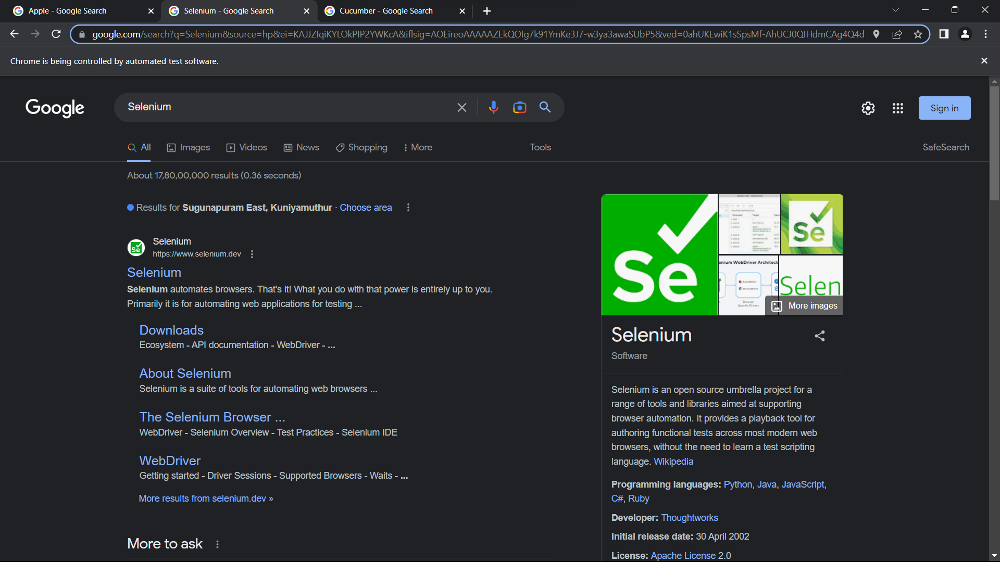 Apple - Google Search
Selenium - Google Search
Cucumber - Google Search
google.com/search?q=Selenium&source=hp&ei=KAJJZIqiKYLOkPIP2YWKcA&iflsig=AOEireoAAAAAZEkQOIg7k91YmKe3J7-w3ya3awaSUbP5&ved=0ahUKEwiK1sSpsMf-AhUCJ0QIHdmCAg4Q4d
Chrome is being controlled by automated test software.
Google
Selenium
Sign in
All Images Videos News Shopping More Tools SafeSearch
About 17,80,00,000 results (0.36 seconds)
Results for Sugunapuram East, Kuniyamuthur · Choose area
Selenium
https://www.selenium.dev
Selenium
Selenium automates browsers. That's it! What you do with that power is entirely up to you.
Primarily it is for automating web applications for testing ...
Downloads
Ecosystem - API documentation - WebDriver - ...
About Selenium
Selenium is a suite of tools for automating web browsers ...
The Selenium Browser ...
WebDriver - Selenium Overview - Test Practices - Selenium IDE
WebDriver
Getting started - Driver Sessions - Supported Browsers - Waits - ...
More results from selenium.dev »
More to ask
Se
Se
enium WebDriver Architect
Browser
Specific Drivers
Selen
More images
Selenium
Software
Selenium is an open source umbrella project for a
range of tools and libraries aimed at supporting
browser automation. It provides a playback tool for
authoring functional tests across most modern web
browsers, without the need to learn a test scripting
language. Wikipedia
Programming languages: Python, Java, JavaScript,
C#, Ruby
Developer: Thoughtworks
Initial release date: 30 April 2002
License: Apache License 2.0